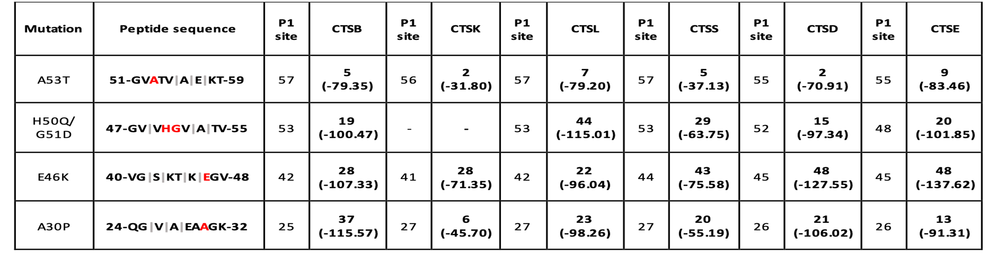 Mutation Peptide sequence P1 site CTSB P1 site CTSK P1 site CTSL P1 site CTSS P1 site CTSD P1 site CTSE
A53T 51-GVATV|A|E|KT-59 57 5 (-79.35) 56 2 (-31.80) 57 7 (-79.20) 57 5 (-37.13) 55 2 (-70.91) 55 9 (-83.46)
H50Q/ G51D 47-GV|VHGV|A|TV-55 53 19 (-100.47) - - 53 44 (-115.01) 53 29 (-63.75) 52 15 (-97.34) 48 20 (-101.85)
E46K 40-VG|S|KT|K|EGV-48 42 28 (-107.33) 41 28 (-71.35) 42 22 (-96.04) 44 43 (-75.58) 45 48 (-127.55) 45 48 (-137.62)
A30P 24-QG|V|A|EAAGK-32 25 37 (-115.57) 27 6 (-45.70) 27 23 (-98.26) 27 20 (-55.19) 26 21 (-106.02) 26 13 (-91.31)